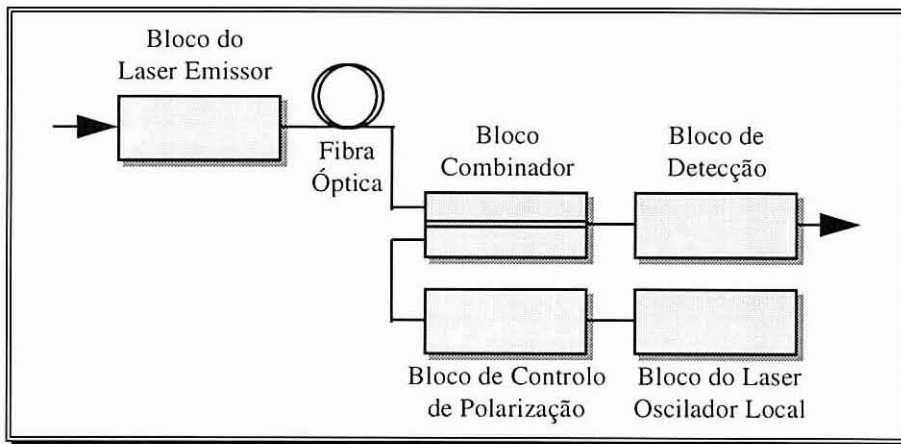 Bloco do
Laser Emissor
Fibra
Óptica
Bloco
Combinador
Bloco de
Detecção
Bloco de Controlo
de Polarização
Bloco do Laser
Oscilador Local